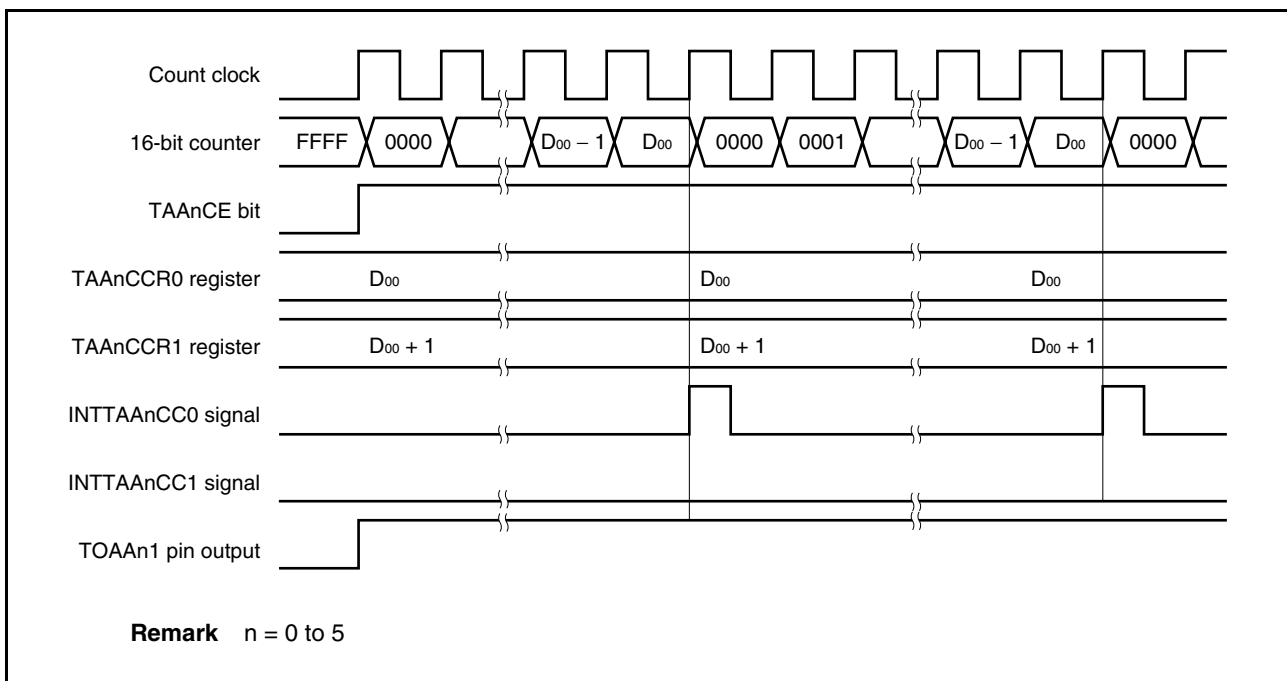 Count clock
16-bit counter FFFF 0000 D00 − 1 D00 0000 0001 D00 − 1 D00 0000
TAAnCE bit
TAAnCCR0 register D00 D00 D00
TAAnCCR1 register D00 + 1 D00 + 1 D00 + 1
INTTAAnCC0 signal
INTTAAnCC1 signal
TOAAn1 pin output
Remark n = 0 to 5